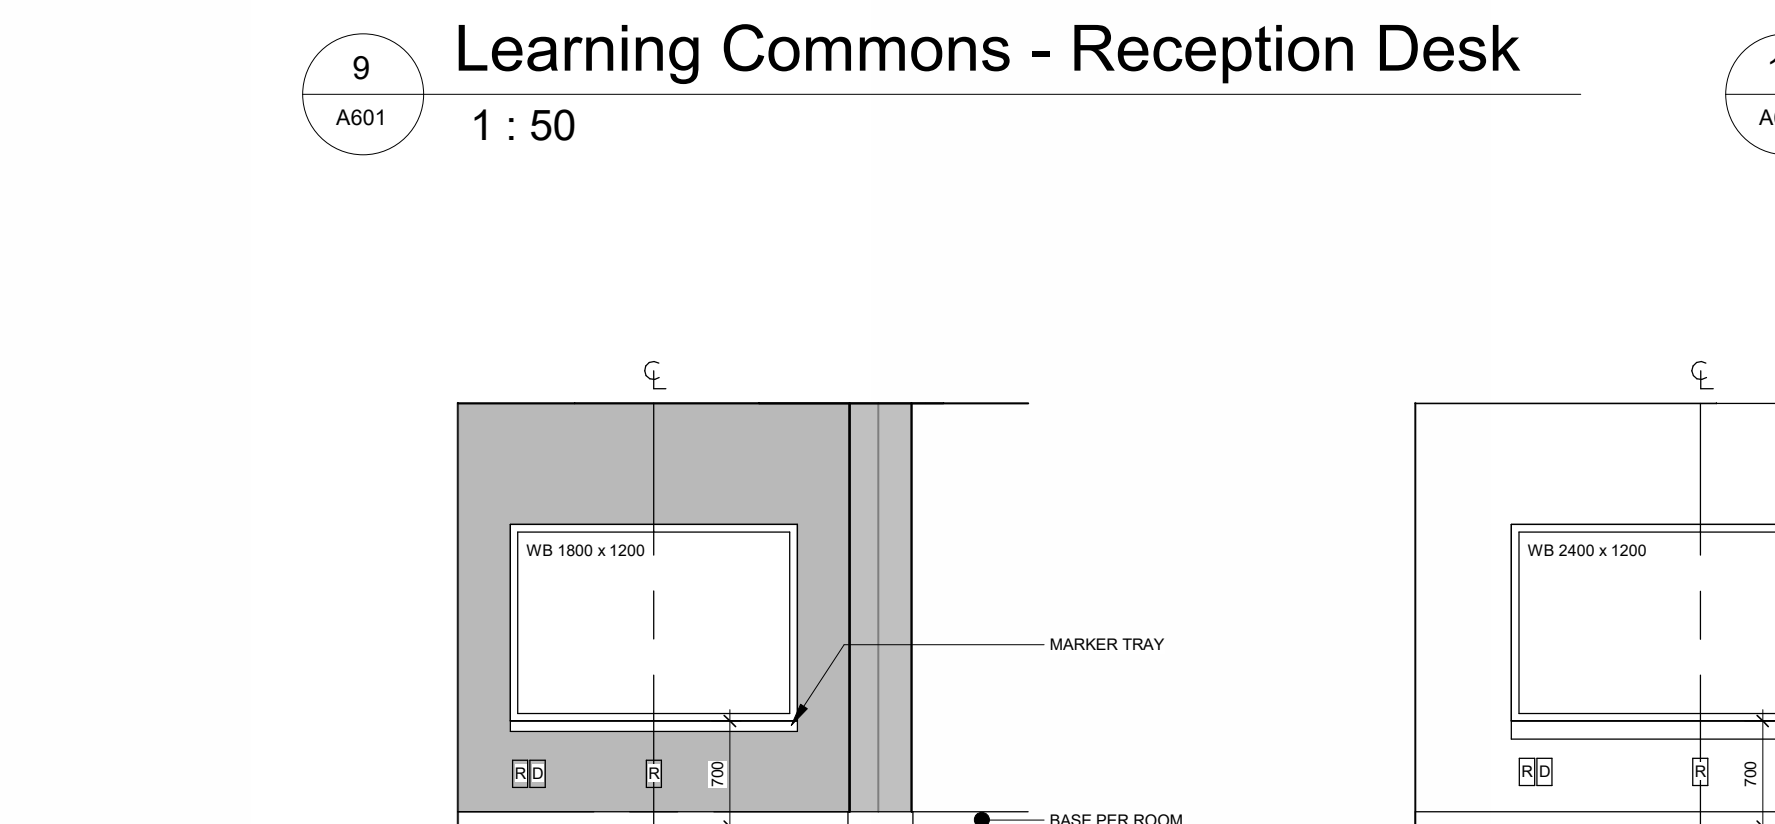 9
A601
Learning Commons - Reception Desk
1 : 50
WB 1800 x 1200
MARKER TRAY
R D
R
700
BASE PER ROOM
WB 2400 x 1200
R D
R
700